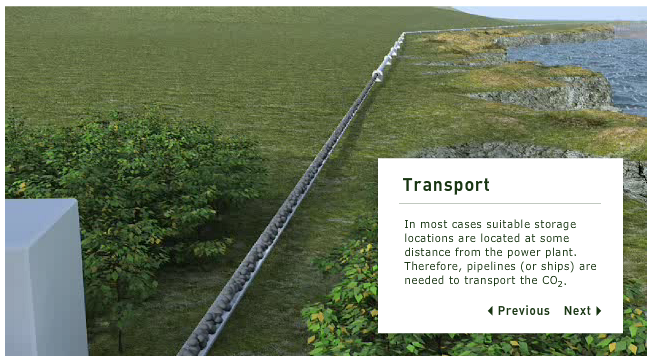 Transport
In most cases suitable storage
locations are located at some
distance from the power plant.
Therefore, pipelines (or ships) are
needed to transport the CO₂.
Previous Next